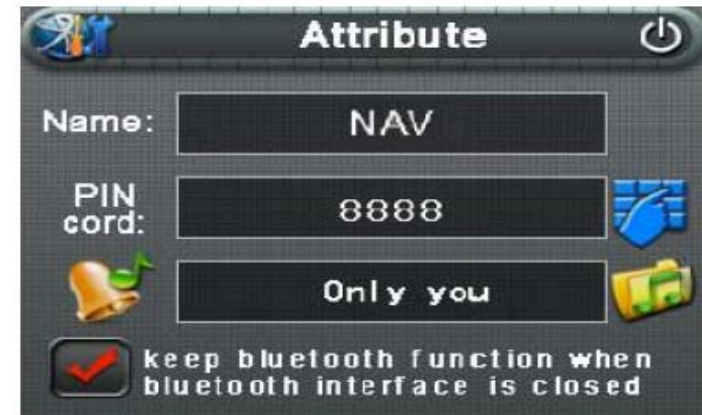 Attribute
Name:
NAV
PIN
cord:
8888
Only you
keep bluetooth function when
bluetooth interface is closed